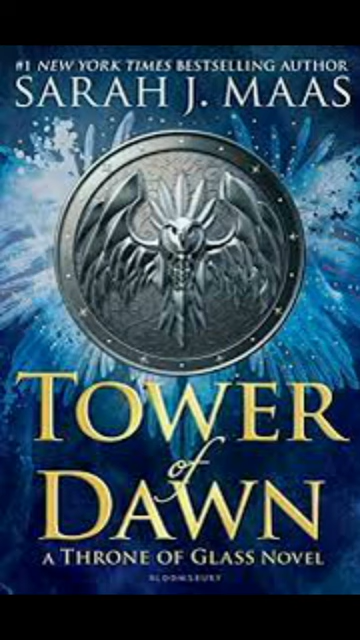 #1 NEW YORK TIMES BESTSELLING AUTHOR
SARAH J. MAAS
TOWER
of
DAWN
A THRONE OF GLASS NOVEL
BLOOMSBURY